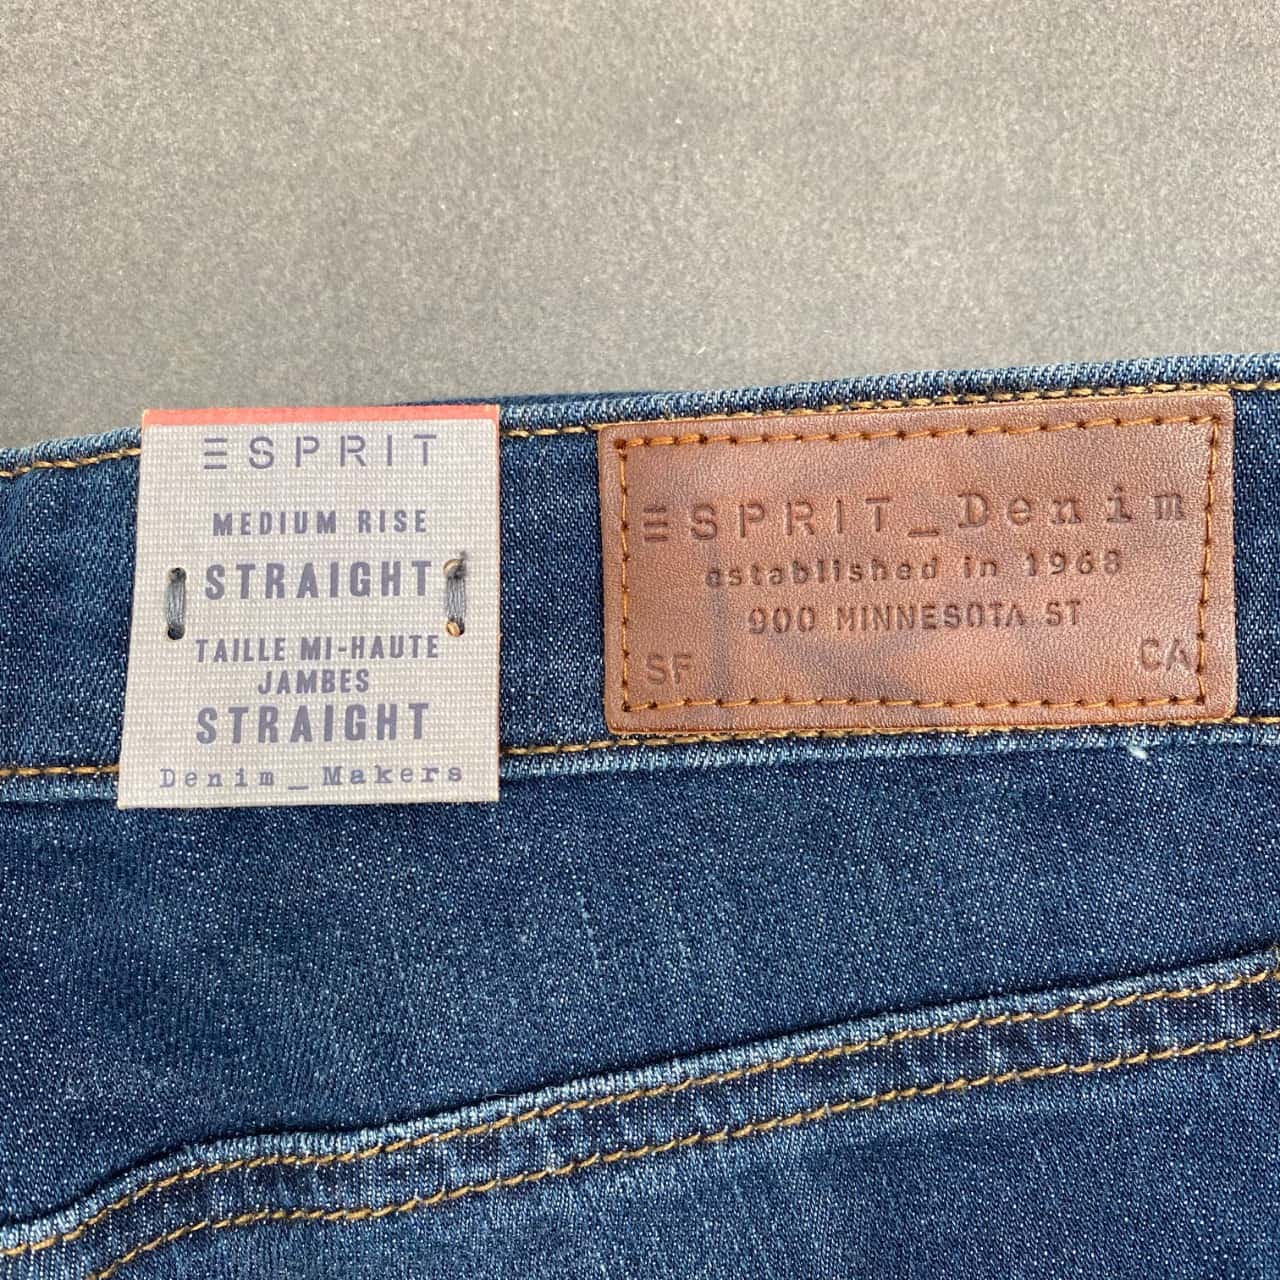 ESPRIT
MEDIUM RISE
STRAIGHT
TAILLE MI-HAUTE
JAMBES
STRAIGHT
Denim_Makers
ESPRIT_Denim
established in 1968
900 MINNESOTA ST
SF CA